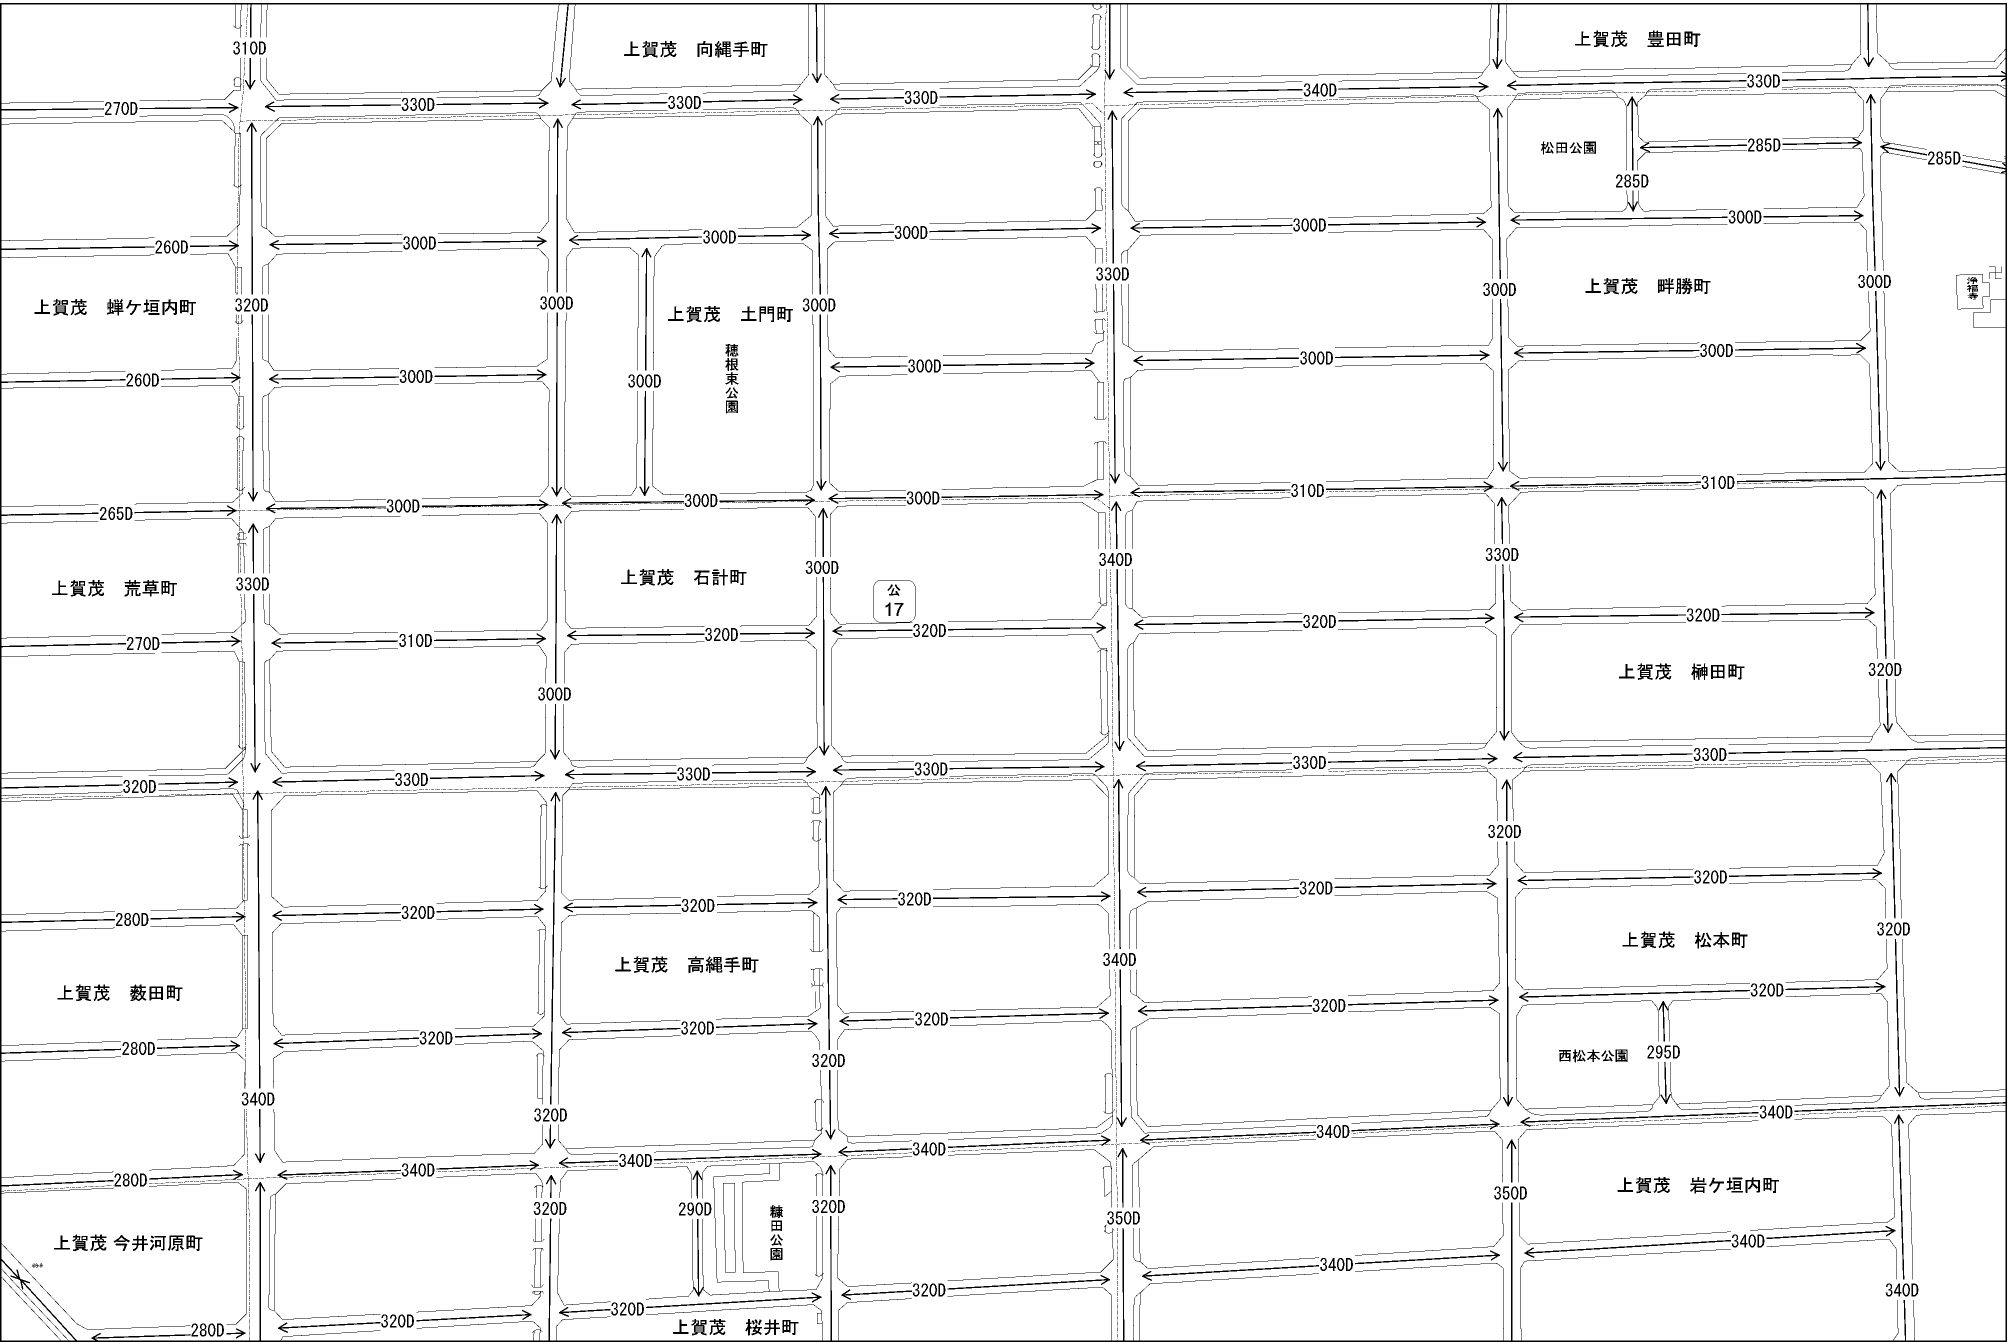 310D
上賀茂　向縄手町
上賀茂　豊田町
270D
330D
330D
330D
340D
330D
松田公園
285D
285D
285D
260D
300D
300D
300D
300D
300D
上賀茂　蝉ケ垣内町
320D
300D
上賀茂　土門町
300D
330D
300D
上賀茂　畔勝町
300D
浄福寺
穂根東公園
260D
300D
300D
300D
300D
300D
265D
300D
300D
300D
310D
310D
上賀茂　荒草町
330D
上賀茂　石計町
300D
公
17
340D
330D
270D
310D
320D
320D
320D
320D
300D
上賀茂　榊田町
320D
320D
330D
330D
330D
330D
330D
320D
280D
320D
320D
320D
320D
320D
上賀茂　薮田町
上賀茂　高縄手町
340D
上賀茂　松本町
320D
280D
320D
320D
320D
320D
320D
320D
西松本公園
295D
340D
320D
280D
340D
340D
340D
340D
340D
上賀茂 今井河原町
320D
290D
糠田公園
320D
350D
350D
上賀茂　岩ケ垣内町
280D
320D
320D
320D
340D
340D
340D
上賀茂　桜井町